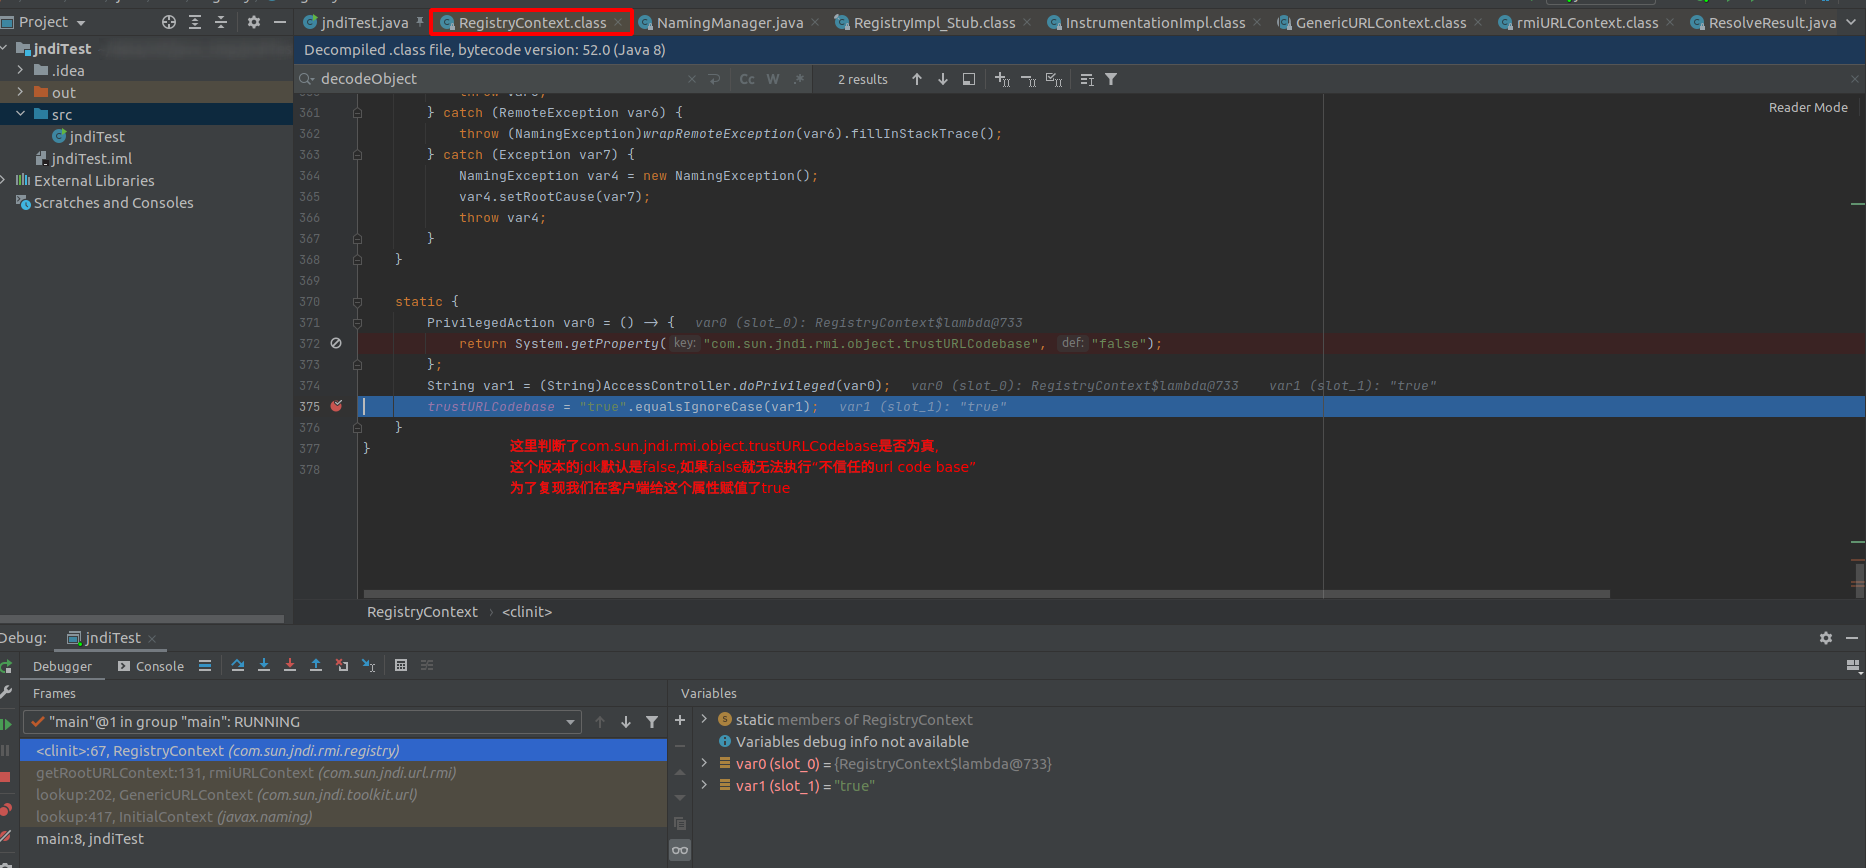 Project
jndiTest.java
RegistryContext.class
NamingManager.java
RegistryImpl_Stub.class
InstrumentationImpl.class
GenericURLContext.class
rmiURLContext.class
ResolveResult.java
jndiTest
.idea
out
src
jndiTest
jndiTest.iml
External Libraries
Scratches and Consoles
Decompiled .class file, bytecode version: 52.0 (Java 8)
decodeObject
Cc W .*
2 results
Reader Mode
361 } catch (RemoteException var6) {
362 throw (NamingException)wrapRemoteException(var6).fillInStackTrace();
363 } catch (Exception var7) {
364 NamingException var4 = new NamingException();
365 var4.setRootCause(var7);
366 throw var4;
367 }
368 }
369
370 static {
371 PrivilegedAction var0 = () -> { var0 (slot_0): RegistryContext$lambda@733
372 return System.getProperty( key: "com.sun.jndi.rmi.object.trustURLCodebase", def: "false");
373 };
374 String var1 = (String)AccessController.doPrivileged(var0); var0 (slot_0): RegistryContext$lambda@733 var1 (slot_1): "true"
375 trustURLCodebase = "true".equalsIgnoreCase(var1); var1 (slot_1): "true"
376 }
377 }
378
这里判断了com.sun.jndi.rmi.object.trustURLCodebase是否为真,
这个版本的jdk默认是false,如果false就无法执行“不信任的url code base”
为了复现我们在客户端给这个属性赋值了true
RegistryContext › <clinit>
Debug: jndiTest
Debugger Console
Frames
"main"@1 in group "main": RUNNING
<clinit>:67, RegistryContext (com.sun.jndi.rmi.registry)
getRootURLContext:131, rmiURLContext (com.sun.jndi.url.rmi)
lookup:202, GenericURLContext (com.sun.jndi.toolkit.url)
lookup:417, InitialContext (javax.naming)
main:8, jndiTest
Variables
static members of RegistryContext
Variables debug info not available
var0 (slot_0) = {RegistryContext$lambda@733}
var1 (slot_1) = "true"